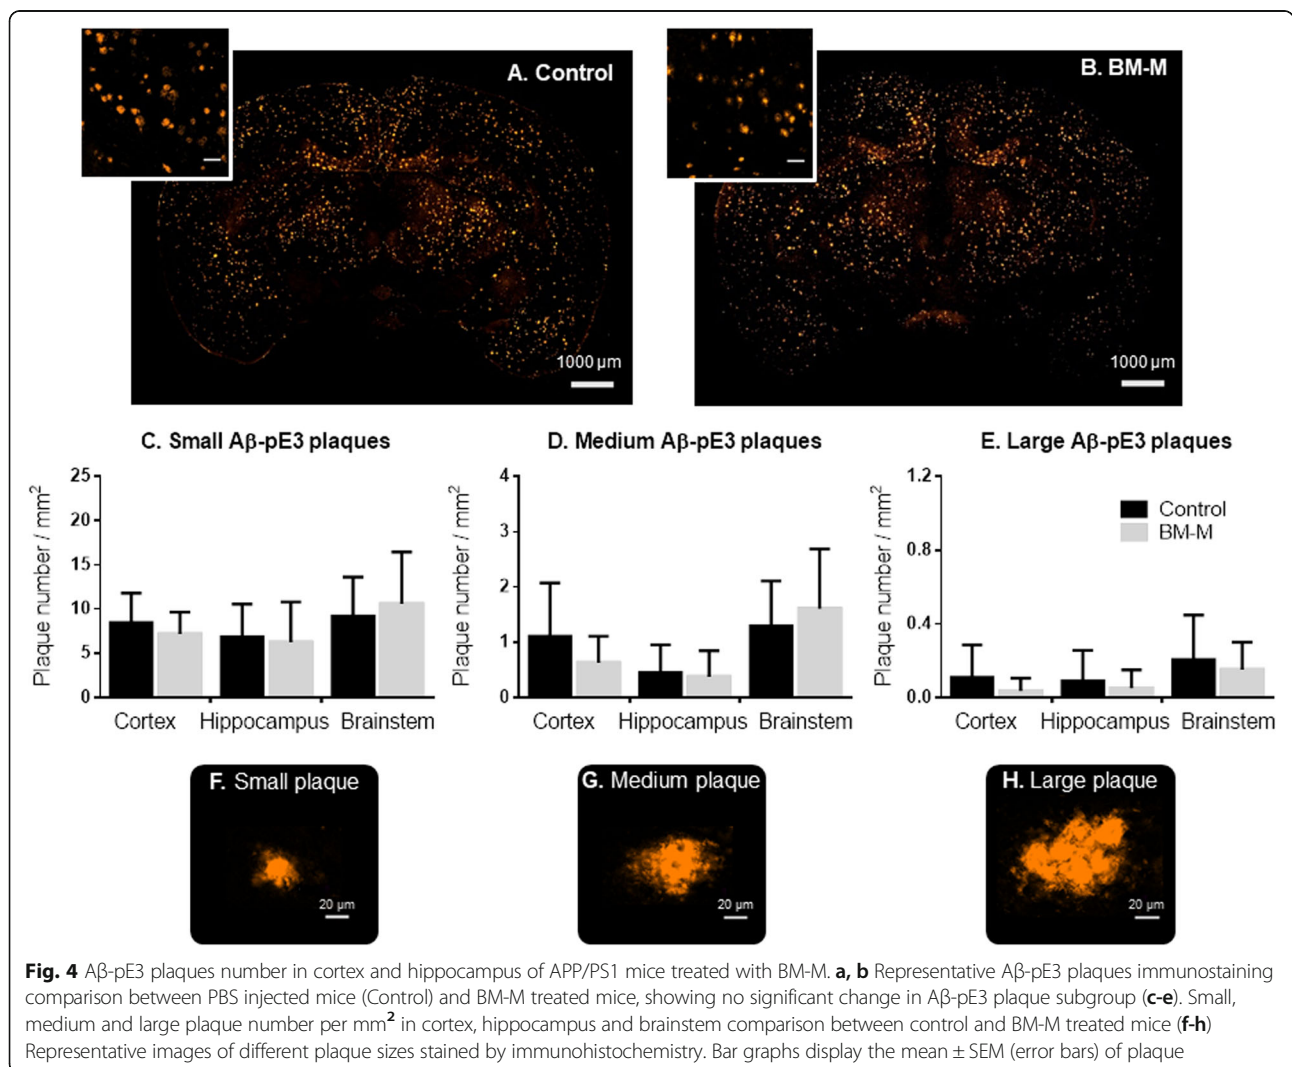 A. Control
B. BM-M
1000 µm
1000 µm
C. Small Aβ-pE3 plaques
D. Medium Aβ-pE3 plaques
E. Large Aβ-pE3 plaques
Plaque number / mm²
25
20
15
10
5
0
Cortex Hippocampus Brainstem
Plaque number / mm²
4
3
2
1
0
Cortex Hippocampus Brainstem
Plaque number / mm²
1.2
0.8
0.4
0.0
Control
BM-M
Cortex Hippocampus Brainstem
F. Small plaque
20 µm
G. Medium plaque
20 µm
H. Large plaque
20 µm
Fig. 4 Aβ-pE3 plaques number in cortex and hippocampus of APP/PS1 mice treated with BM-M. a, b Representative Aβ-pE3 plaques immunostaining
comparison between PBS injected mice (Control) and BM-M treated mice, showing no significant change in Aβ-pE3 plaque subgroup (c-e). Small,
medium and large plaque number per mm² in cortex, hippocampus and brainstem comparison between control and BM-M treated mice (f-h)
Representative images of different plaque sizes stained by immunohistochemistry. Bar graphs display the mean ± SEM (error bars) of plaque